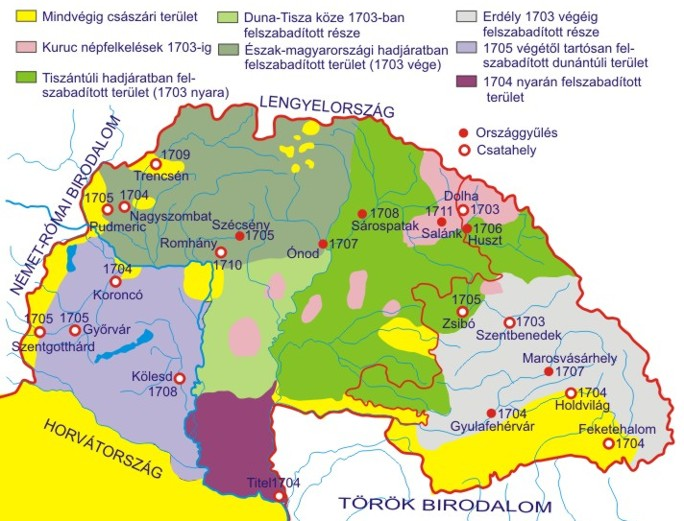 Mindvégig császári terület
Kuruc népfelkelések 1703-ig
Tiszántúli hadjáratban fel-
szabadított terület (1703 nyara)
Duna-Tisza köze 1703-ban
felszabadított része
Észak-magyarországi hadjáratban
felszabadított terület (1703 vége)
Erdély 1703 végéig
felszabadított része
1705 végétől tartósan fel-
szabadított dunántúli terület
1704 nyarán felszabadított
terület
Országgyűlés
Csatahely
LENGYELORSZÁG
NÉMET-RÓMAI BIRODALOM
1709
Trencsén
1705
Pudmeric
1704
Nagyszombat
Szécsény
1705
Romhány
1710
Ónod
1707
1708
Sárospatak
Dolha
1703
1711
Salánk
1706
Huszt
1704
Koroncó
1705
Szentgotthárd
1705
Győrvár
Kölesd
1708
1705
Zsibó
1703
Szentbenedek
Marosvásárhely
1707
1704
Holdvilág
1704
Gyulafehérvár
Feketehalom
1704
HORVÁTORSZÁG
Titel 1704
TÖRÖK BIRODALOM